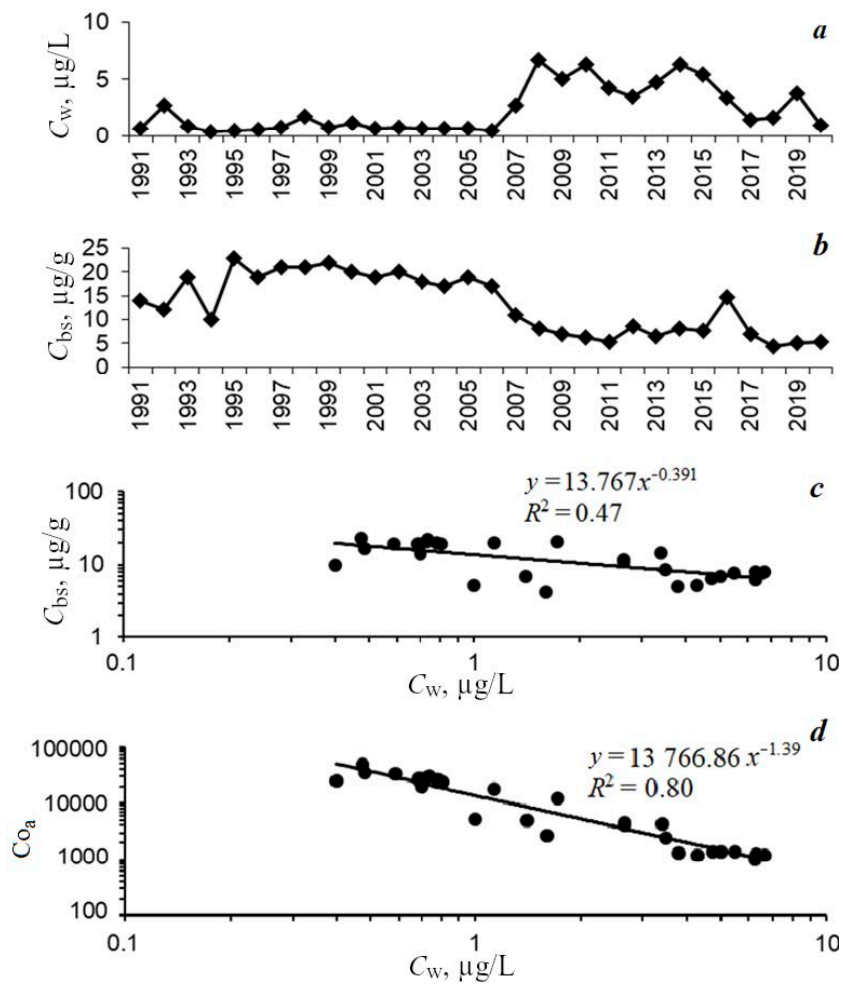 a
C_w, µg/L
10
5
0
1991 1993 1995 1997 1999 2001 2003 2005 2007 2009 2011 2013 2015 2017 2019
b
C_bs, µg/g
25
20
15
10
5
0
1991 1993 1995 1997 1999 2001 2003 2005 2007 2009 2011 2013 2015 2017 2019
c
y = 13.767x^−0.391
R² = 0.47
C_bs, µg/g
100
10
1
0.1 1 10
C_w, µg/L
d
y = 13 766.86 x^−1.39
R² = 0.80
Co_a
100000
10000
1000
100
0.1 1 10
C_w, µg/L